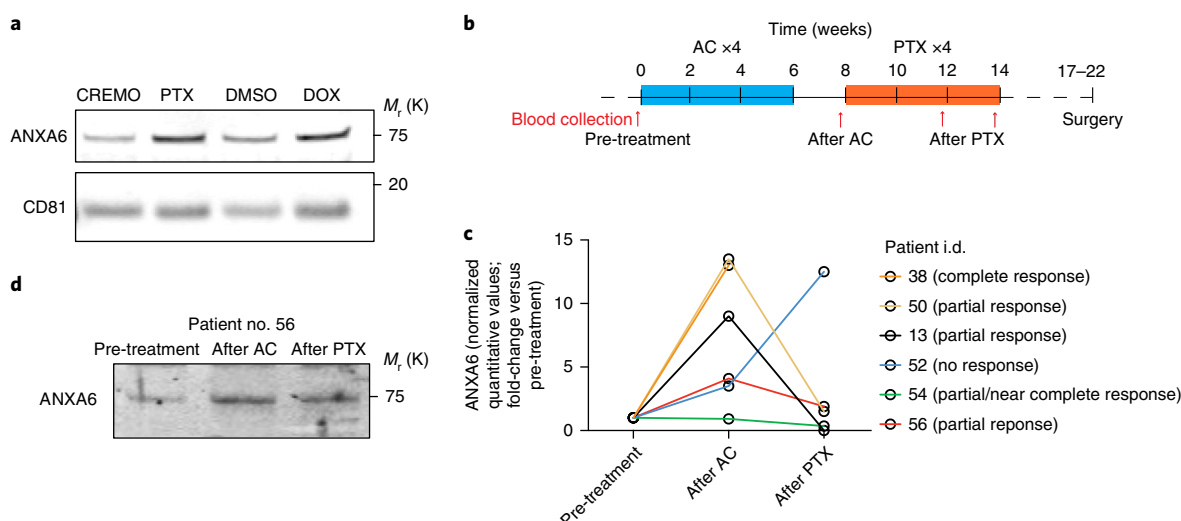 a
CREMO PTX DMSO DOX
Mr (K)
ANXA6
75
20
CD81
b
Time (weeks)
AC ×4 PTX ×4
0 2 4 6 8 10 12 14 17–22
Blood collection
Pre-treatment After AC After PTX Surgery
c
ANXA6 (normalized
quantitative values;
fold-change versus
pre-treatment)
15
10
5
0
Pre-treatment
After AC
After PTX
Patient i.d.
38 (complete response)
50 (partial response)
13 (partial response)
52 (no response)
54 (partial/near complete response)
56 (partial reponse)
d
Patient no. 56
Pre-treatment After AC After PTX
Mr (K)
ANXA6
75